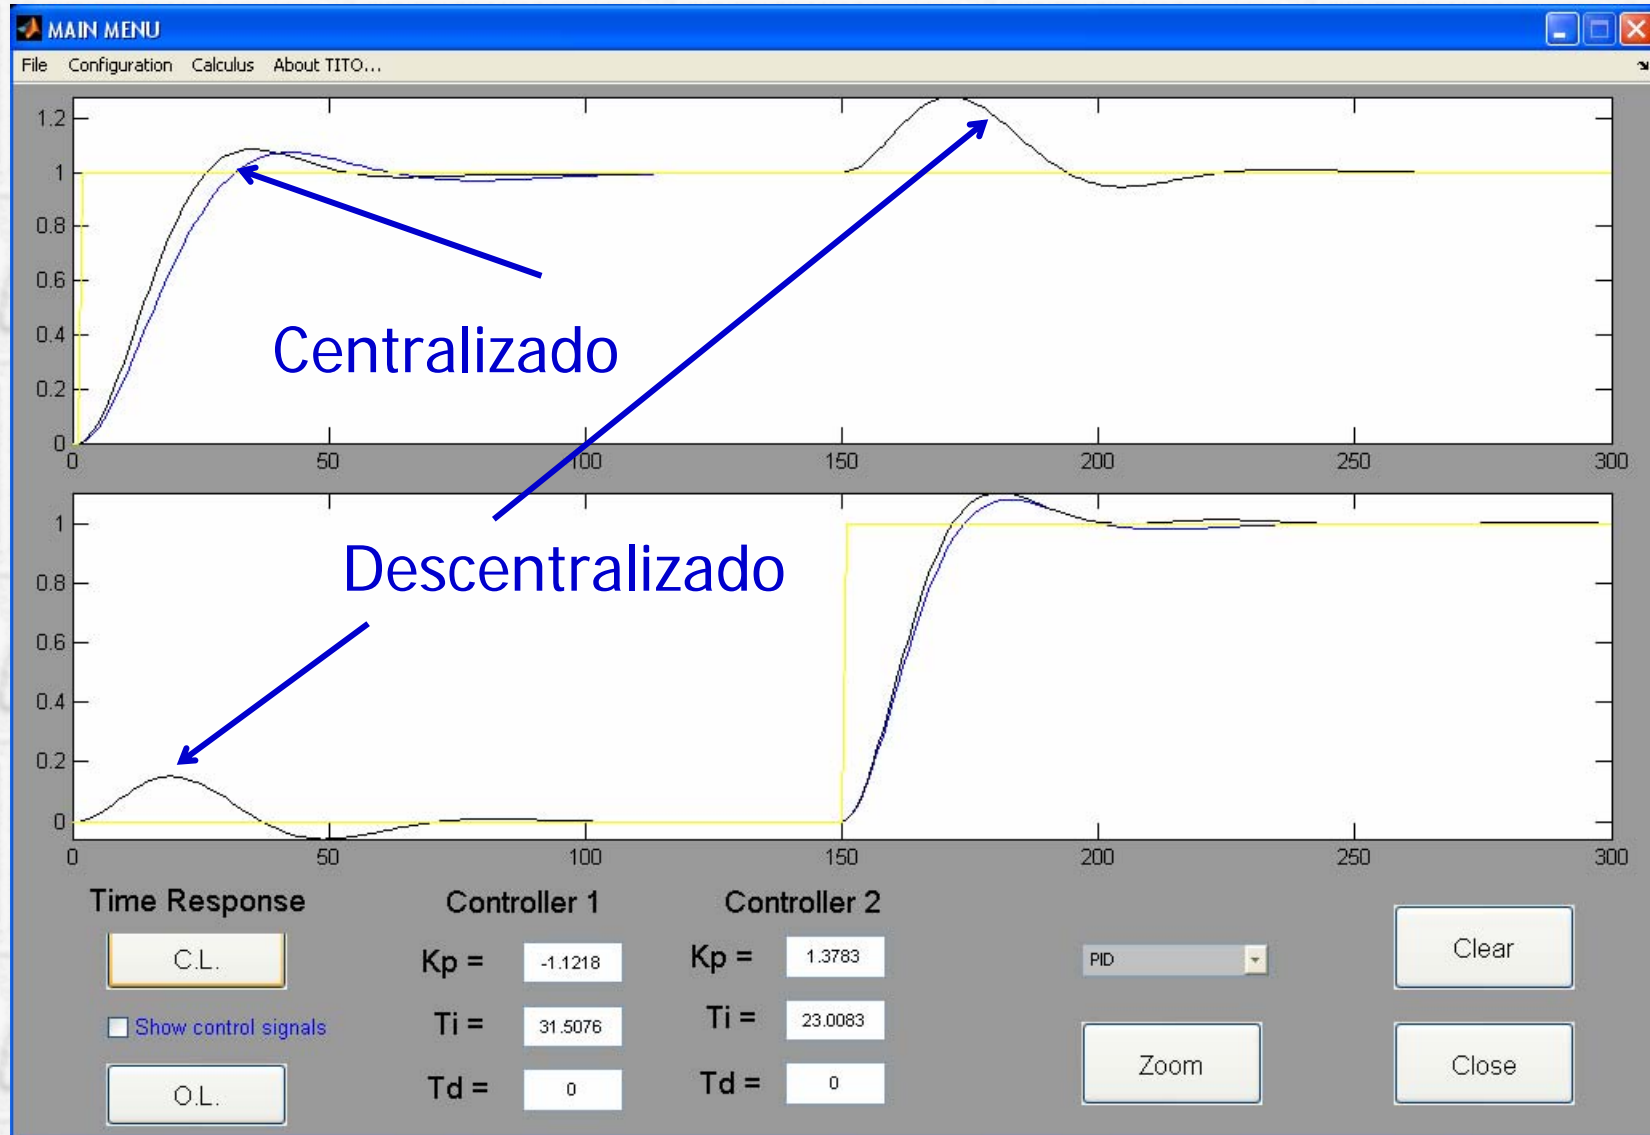 MAIN MENU
File Configuration Calculus About TITO...
1.2
1
0.8
0.6
0.4
0.2
0
0 50 100 150 200 250 300
Centralizado
1
0.8
0.6
0.4
0.2
0
0 50 100 150 200 250 300
Descentralizado
Time Response Controller 1 Controller 2
C.L. Kp = -1.1218 Kp = 1.3783 PID Clear
Show control signals Ti = 31.5076 Ti = 23.0083
O.L. Td = 0 Td = 0 Zoom Close